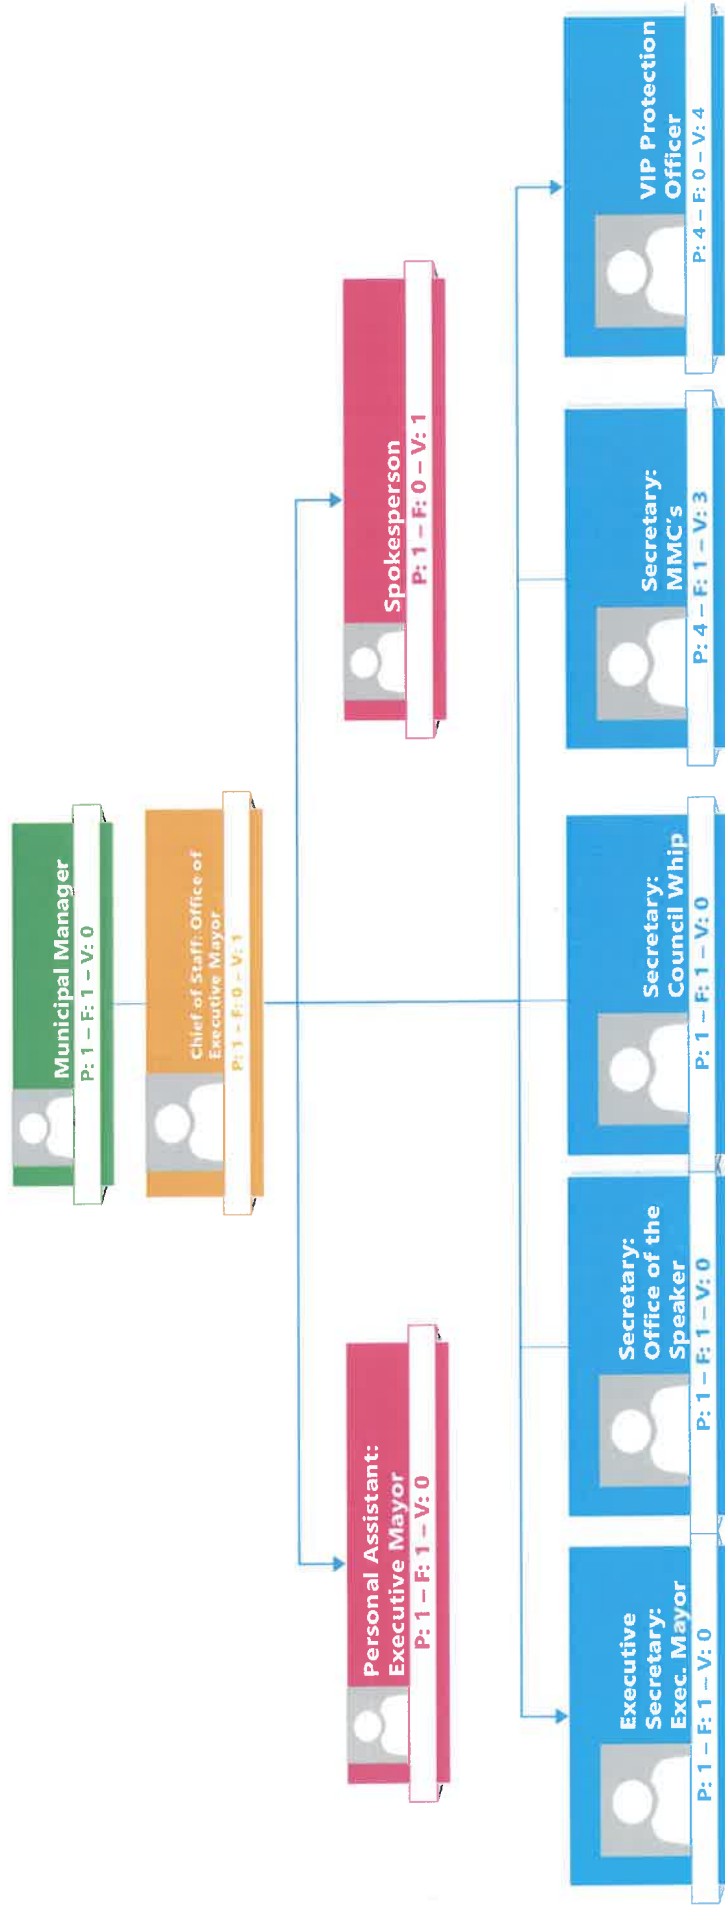 Municipal Manager
P: 1 – F: 1 – V: 0
Chief of Staff: Office of
Executive Mayor
P: 1 – F: 0 – V: 1
Personal Assistant:
Executive Mayor
P: 1 – F: 1 – V: 0
Spokesperson
P: 1 – F: 0 – V: 1
Executive
Secretary:
Exec. Mayor
P: 1 – F: 1 – V: 0
Secretary:
Office of the
Speaker
P: 1 – F: 1 – V: 0
Secretary:
Council Whip
P: 1 – F: 1 – V: 0
Secretary:
MMC's
P: 4 – F: 1 – V: 3
VIP Protection
Officer
P: 4 – F: 0 – V: 4